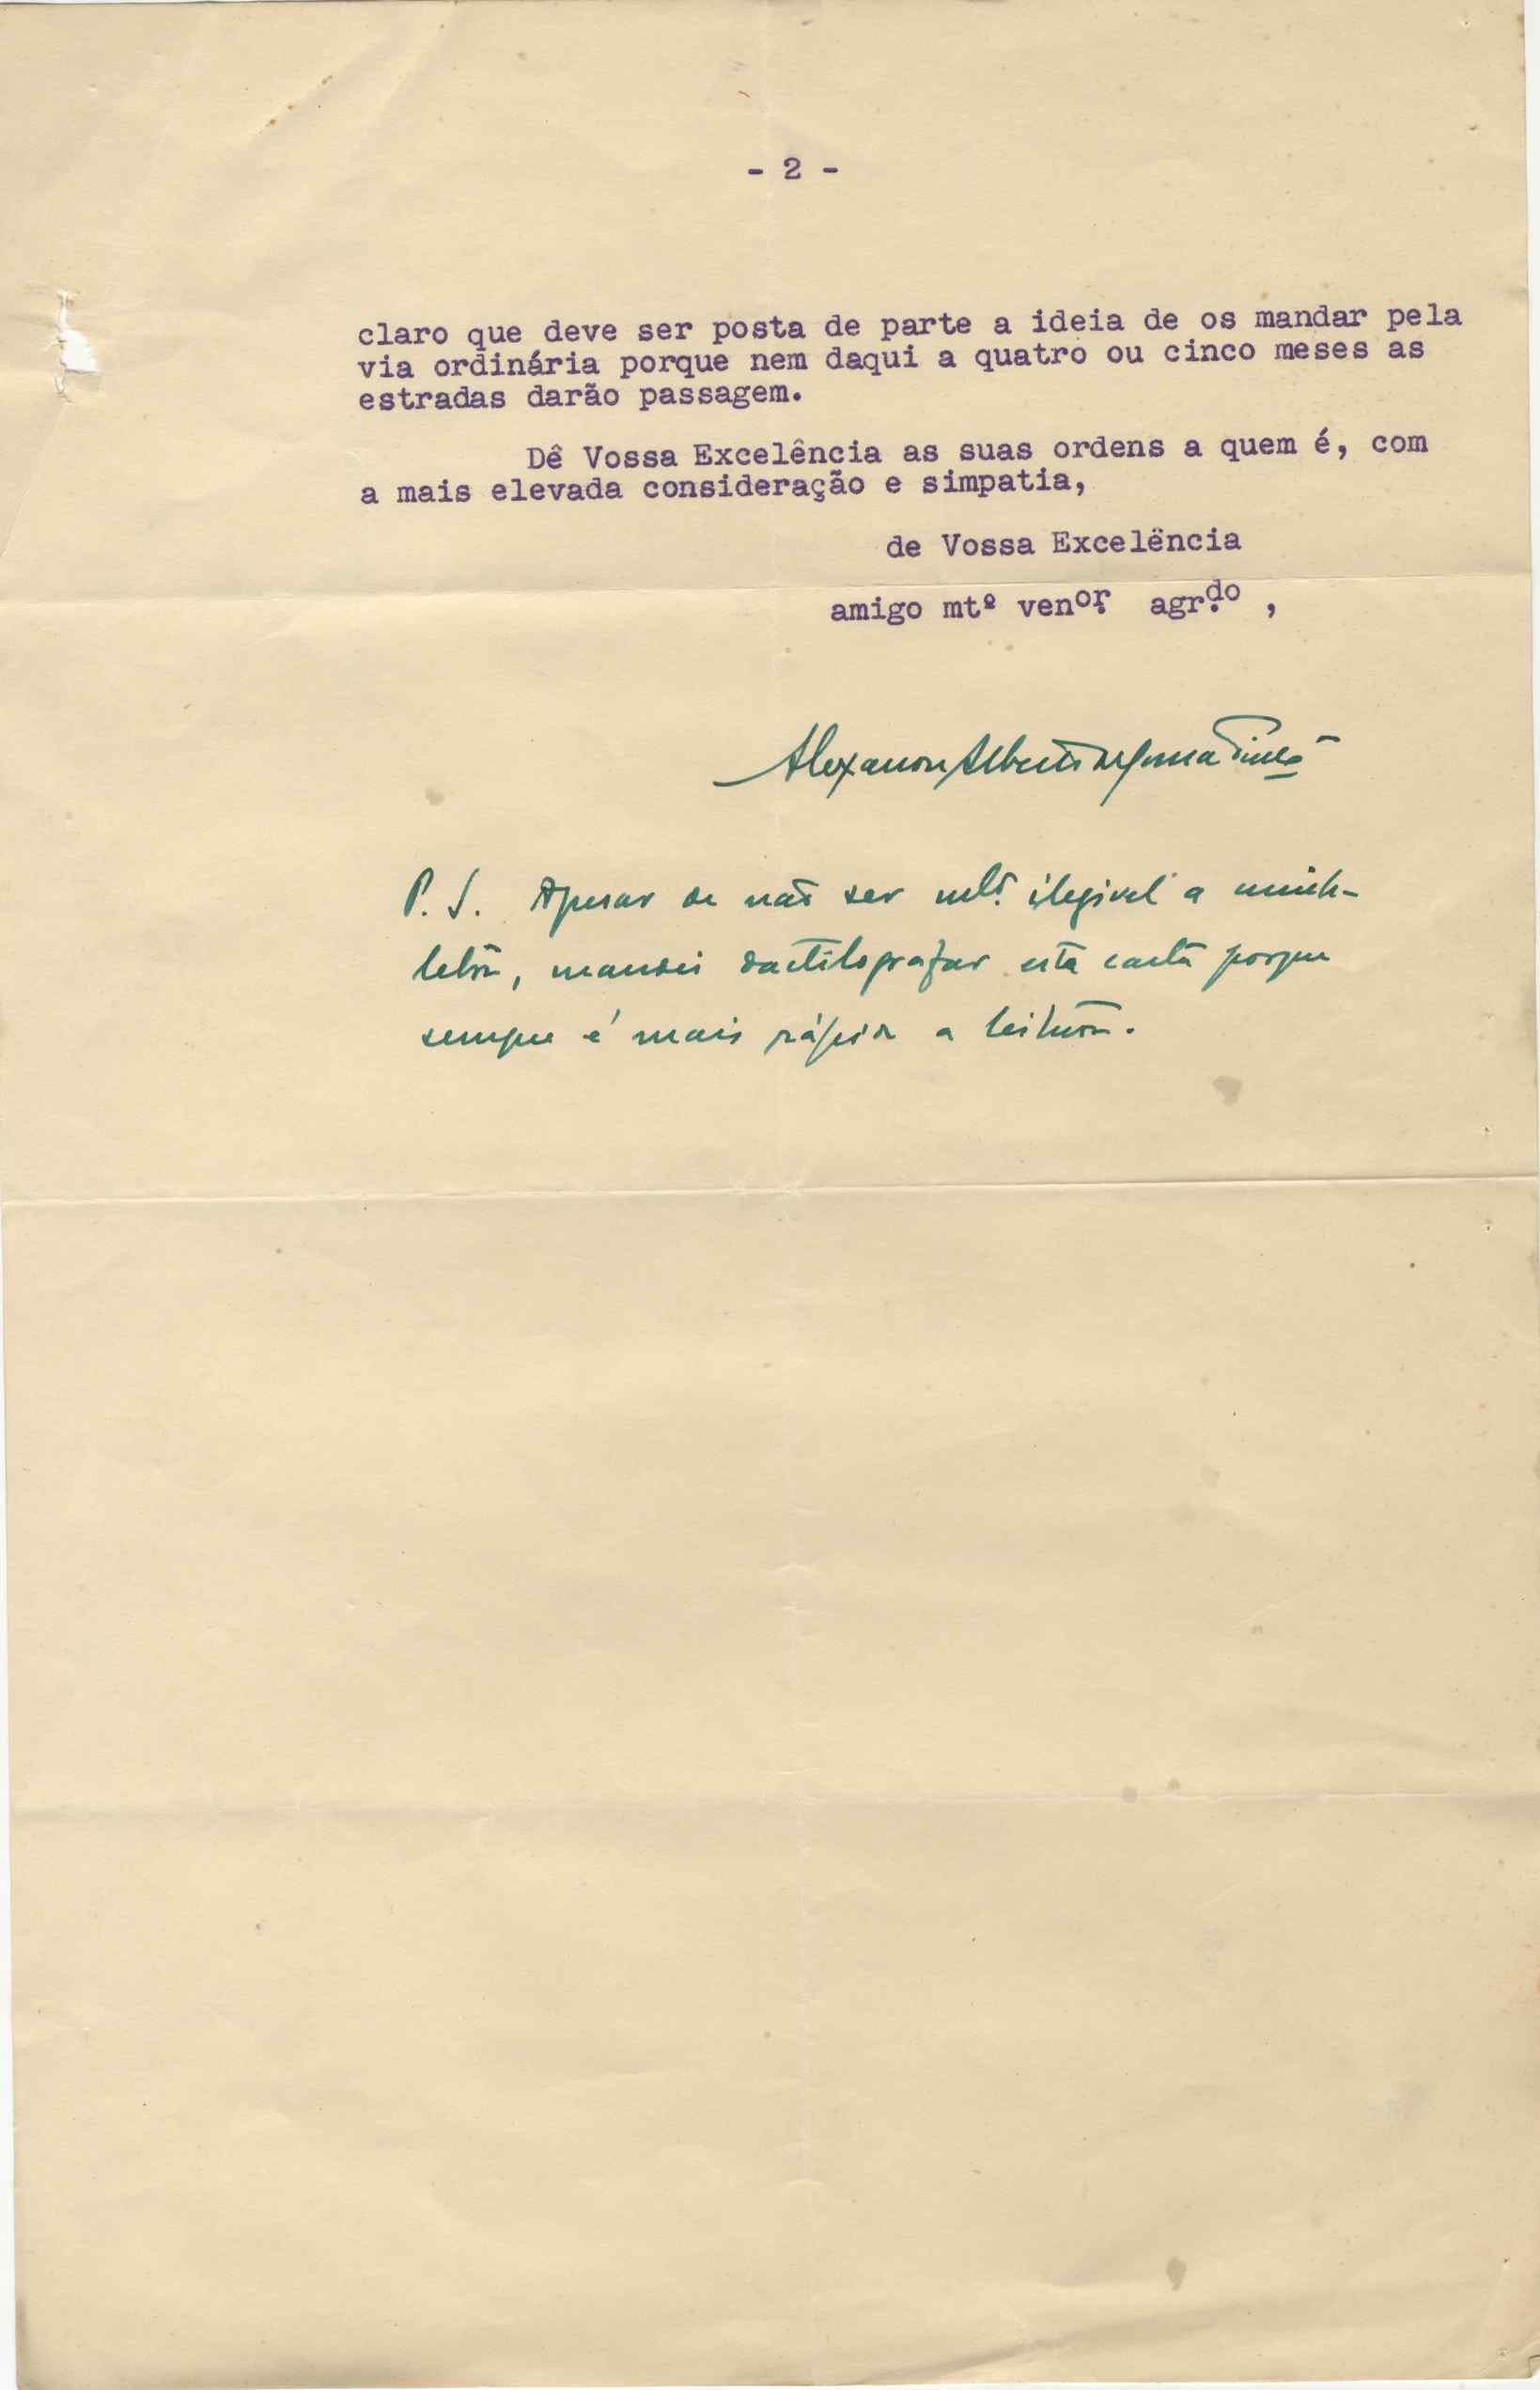 - 2 -
claro que deve ser posta de parte a ideia de os mandar pela
via ordinária porque nem daqui a quatro ou cinco meses as
estradas darão passagem.
Dê Vossa Excelência as suas ordens a quem é, com
a mais elevada consideração e simpatia,
de Vossa Excelëncia
amigo mtº venor. agr.do ,
Alexandre Alberto de Sousa Pinto
P. S. Apesar de não ser mtº. ilegivel a minha
letra, mandei dactilografar esta carta porque
sempre é mais rápida a leitura.